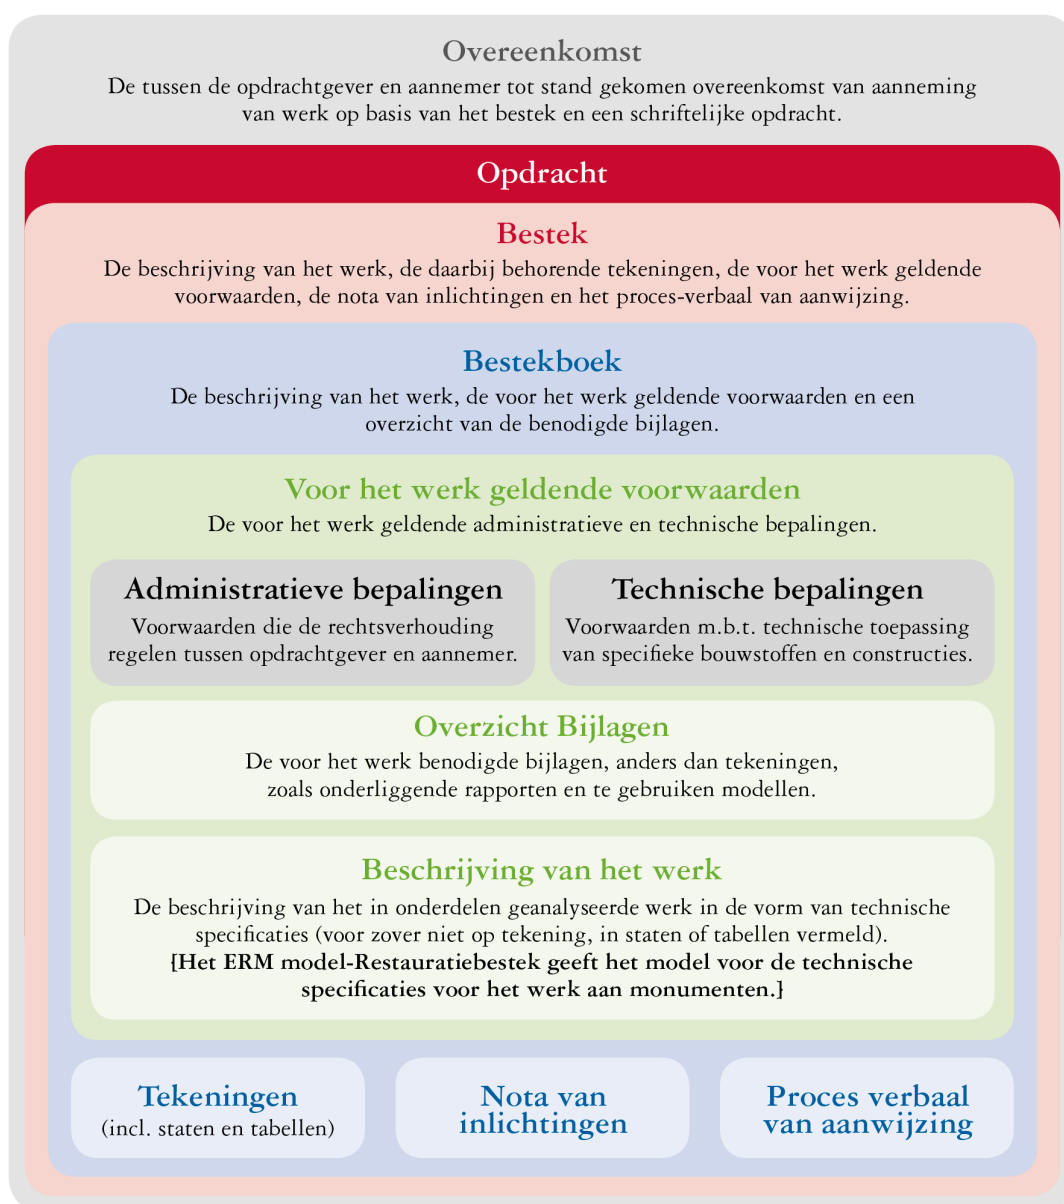 Overeenkomst
De tussen de opdrachtgever en aannemer tot stand gekomen overeenkomst van aanneming
van werk op basis van het bestek en een schriftelijke opdracht.
Opdracht
Bestek
De beschrijving van het werk, de daarbij behorende tekeningen, de voor het werk geldende
voorwaarden, de nota van inlichtingen en het proces-verbaal van aanwijzing.
Bestekboek
De beschrijving van het werk, de voor het werk geldende voorwaarden en een
overzicht van de benodigde bijlagen.
Voor het werk geldende voorwaarden
De voor het werk geldende administratieve en technische bepalingen.
Administratieve bepalingen
Voorwaarden die de rechtsverhouding
regelen tussen opdrachtgever en aannemer.
Technische bepalingen
Voorwaarden m.b.t. technische toepassing
van specifieke bouwstoffen en constructies.
Overzicht Bijlagen
De voor het werk benodigde bijlagen, anders dan tekeningen,
zoals onderliggende rapporten en te gebruiken modellen.
Beschrijving van het werk
De beschrijving van het in onderdelen geanalyseerde werk in de vorm van technische
specificaties (voor zover niet op tekening, in staten of tabellen vermeld).
{Het ERM model-Restauratiebestek geeft het model voor de technische
specificaties voor het werk aan monumenten.}
Tekeningen
(incl. staten en tabellen)
Nota van
inlichtingen
Proces verbaal
van aanwijzing